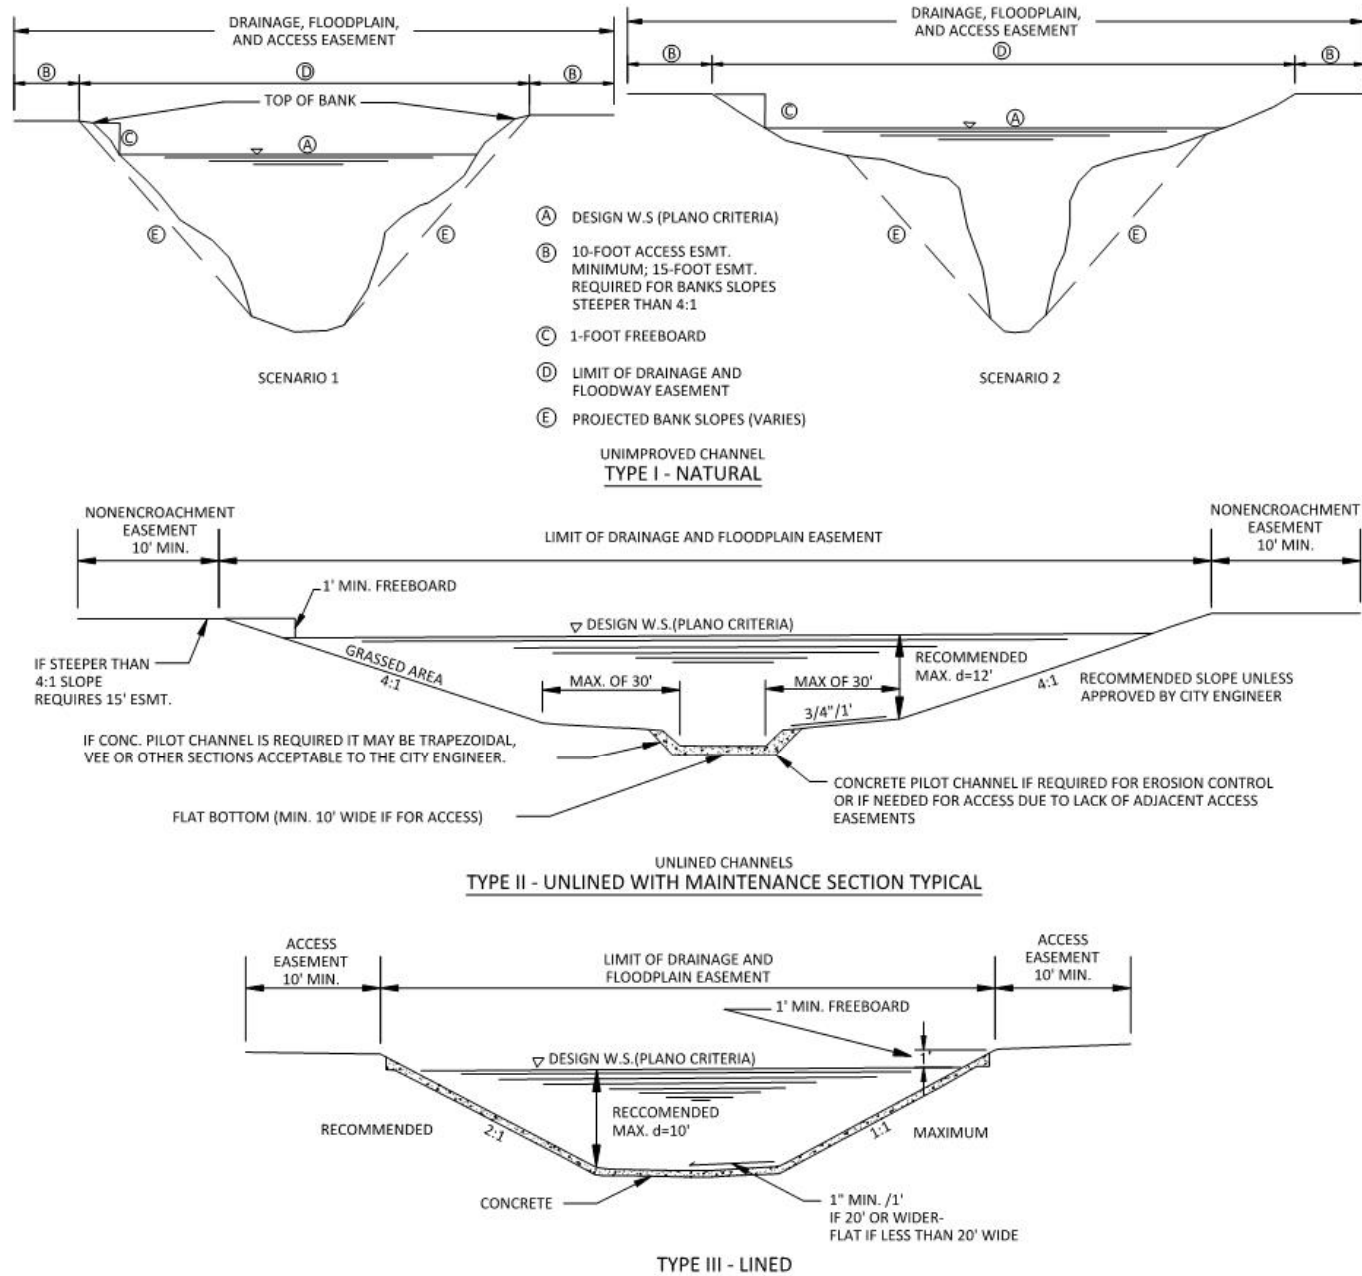 DRAINAGE, FLOODPLAIN,
AND ACCESS EASEMENT
B
D
B
TOP OF BANK
C
A
E
E
SCENARIO 1
DRAINAGE, FLOODPLAIN,
AND ACCESS EASEMENT
B
D
B
C
A
E
E
SCENARIO 2
A DESIGN W.S (PLANO CRITERIA)
B 10-FOOT ACCESS ESMT.
MINIMUM; 15-FOOT ESMT.
REQUIRED FOR BANKS SLOPES
STEEPER THAN 4:1
C 1-FOOT FREEBOARD
D LIMIT OF DRAINAGE AND
FLOODWAY EASEMENT
E PROJECTED BANK SLOPES (VARIES)
UNIMPROVED CHANNEL
TYPE I - NATURAL
NONENCROACHMENT
EASEMENT
10' MIN.
LIMIT OF DRAINAGE AND FLOODPLAIN EASEMENT
NONENCROACHMENT
EASEMENT
10' MIN.
1' MIN. FREEBOARD
DESIGN W.S.(PLANO CRITERIA)
IF STEEPER THAN
4:1 SLOPE
REQUIRES 15' ESMT.
GRASSED AREA
4:1
MAX. OF 30'
MAX OF 30'
RECOMMENDED
MAX. d=12'
3/4"/1'
4:1
RECOMMENDED SLOPE UNLESS
APPROVED BY CITY ENGINEER
IF CONC. PILOT CHANNEL IS REQUIRED IT MAY BE TRAPEZOIDAL,
VEE OR OTHER SECTIONS ACCEPTABLE TO THE CITY ENGINEER.
CONCRETE PILOT CHANNEL IF REQUIRED FOR EROSION CONTROL
OR IF NEEDED FOR ACCESS DUE TO LACK OF ADJACENT ACCESS
EASEMENTS
FLAT BOTTOM (MIN. 10' WIDE IF FOR ACCESS)
UNLINED CHANNELS
TYPE II - UNLINED WITH MAINTENANCE SECTION TYPICAL
ACCESS
EASEMENT
10' MIN.
LIMIT OF DRAINAGE AND
FLOODPLAIN EASEMENT
ACCESS
EASEMENT
10' MIN.
1' MIN. FREEBOARD
1'
DESIGN W.S.(PLANO CRITERIA)
RECOMMENDED
2:1
RECCOMENDED
MAX. d=10'
1:1
MAXIMUM
CONCRETE
1" MIN. /1'
IF 20' OR WIDER-
FLAT IF LESS THAN 20' WIDE
TYPE III - LINED